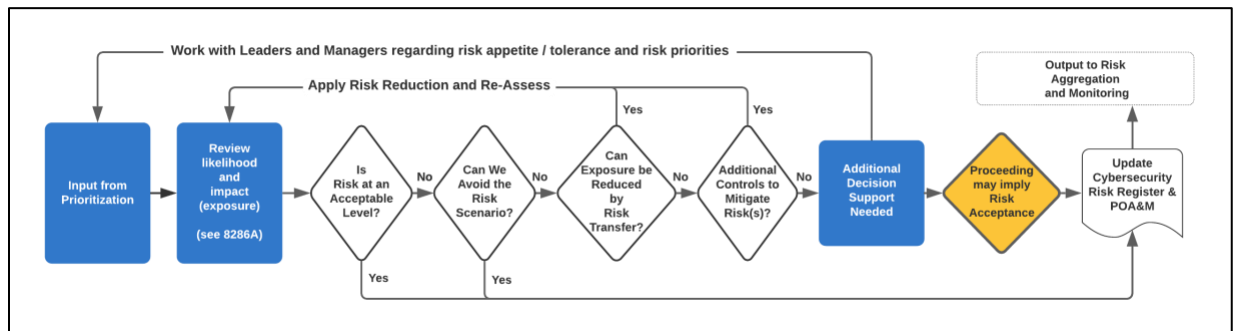 Work with Leaders and Managers regarding risk appetite / tolerance and risk priorities
Apply Risk Reduction and Re-Assess
Output to Risk
Aggregation
and Monitoring
Yes
Yes
Input from
Prioritization
Review
likelihood
and
impact
(exposure)
(see 8286A)
Is
Risk at an
Acceptable
Level?
No
Can We
Avoid the
Risk
Scenario?
No
Can
Exposure be
Reduced
by
Risk
Transfer?
No
Additional
Controls to
Mitigate
Risk(s)?
No
Additional
Decision
Support
Needed
Proceeding
may imply
Risk
Acceptance
Update
Cybersecurity
Risk Register &
POA&M
Yes
Yes